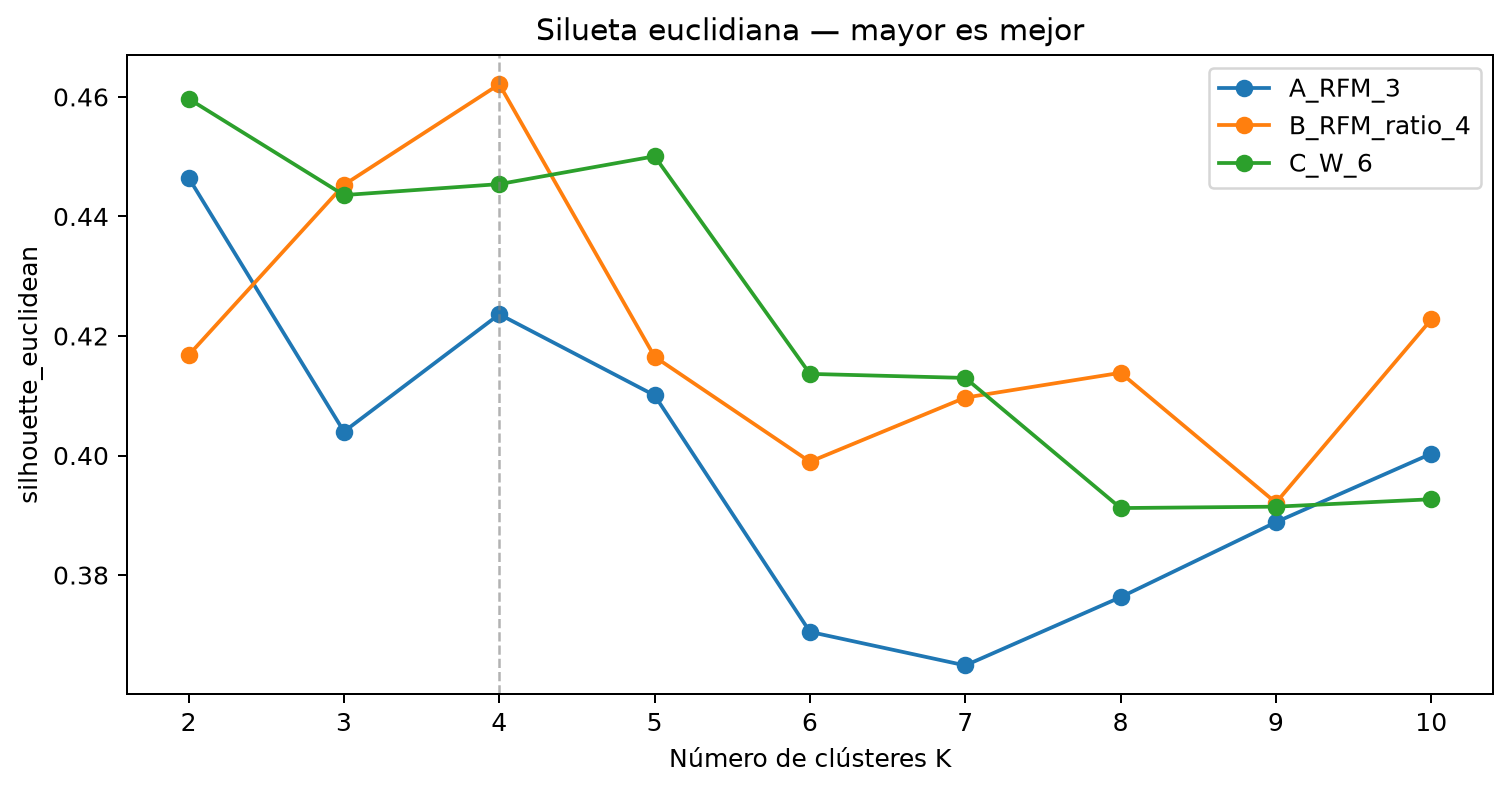 Silueta euclidiana — mayor es mejor
A_RFM_3
B_RFM_ratio_4
C_W_6
silhouette_euclidean
0.46
0.44
0.42
0.40
0.38
2 3 4 5 6 7 8 9 10
Número de clústeres K